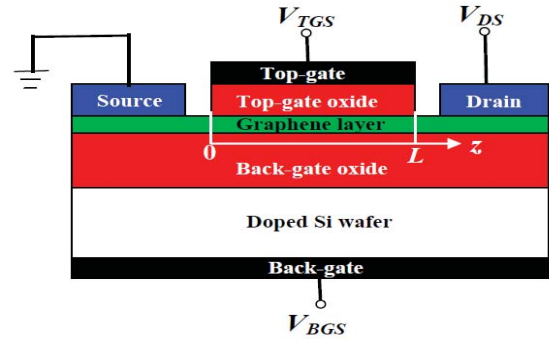 V_TGS
V_DS
Top-gate
Source
Top-gate oxide
Drain
Graphene layer
0
L
z
Back-gate oxide
Doped Si wafer
Back-gate
V_BGS